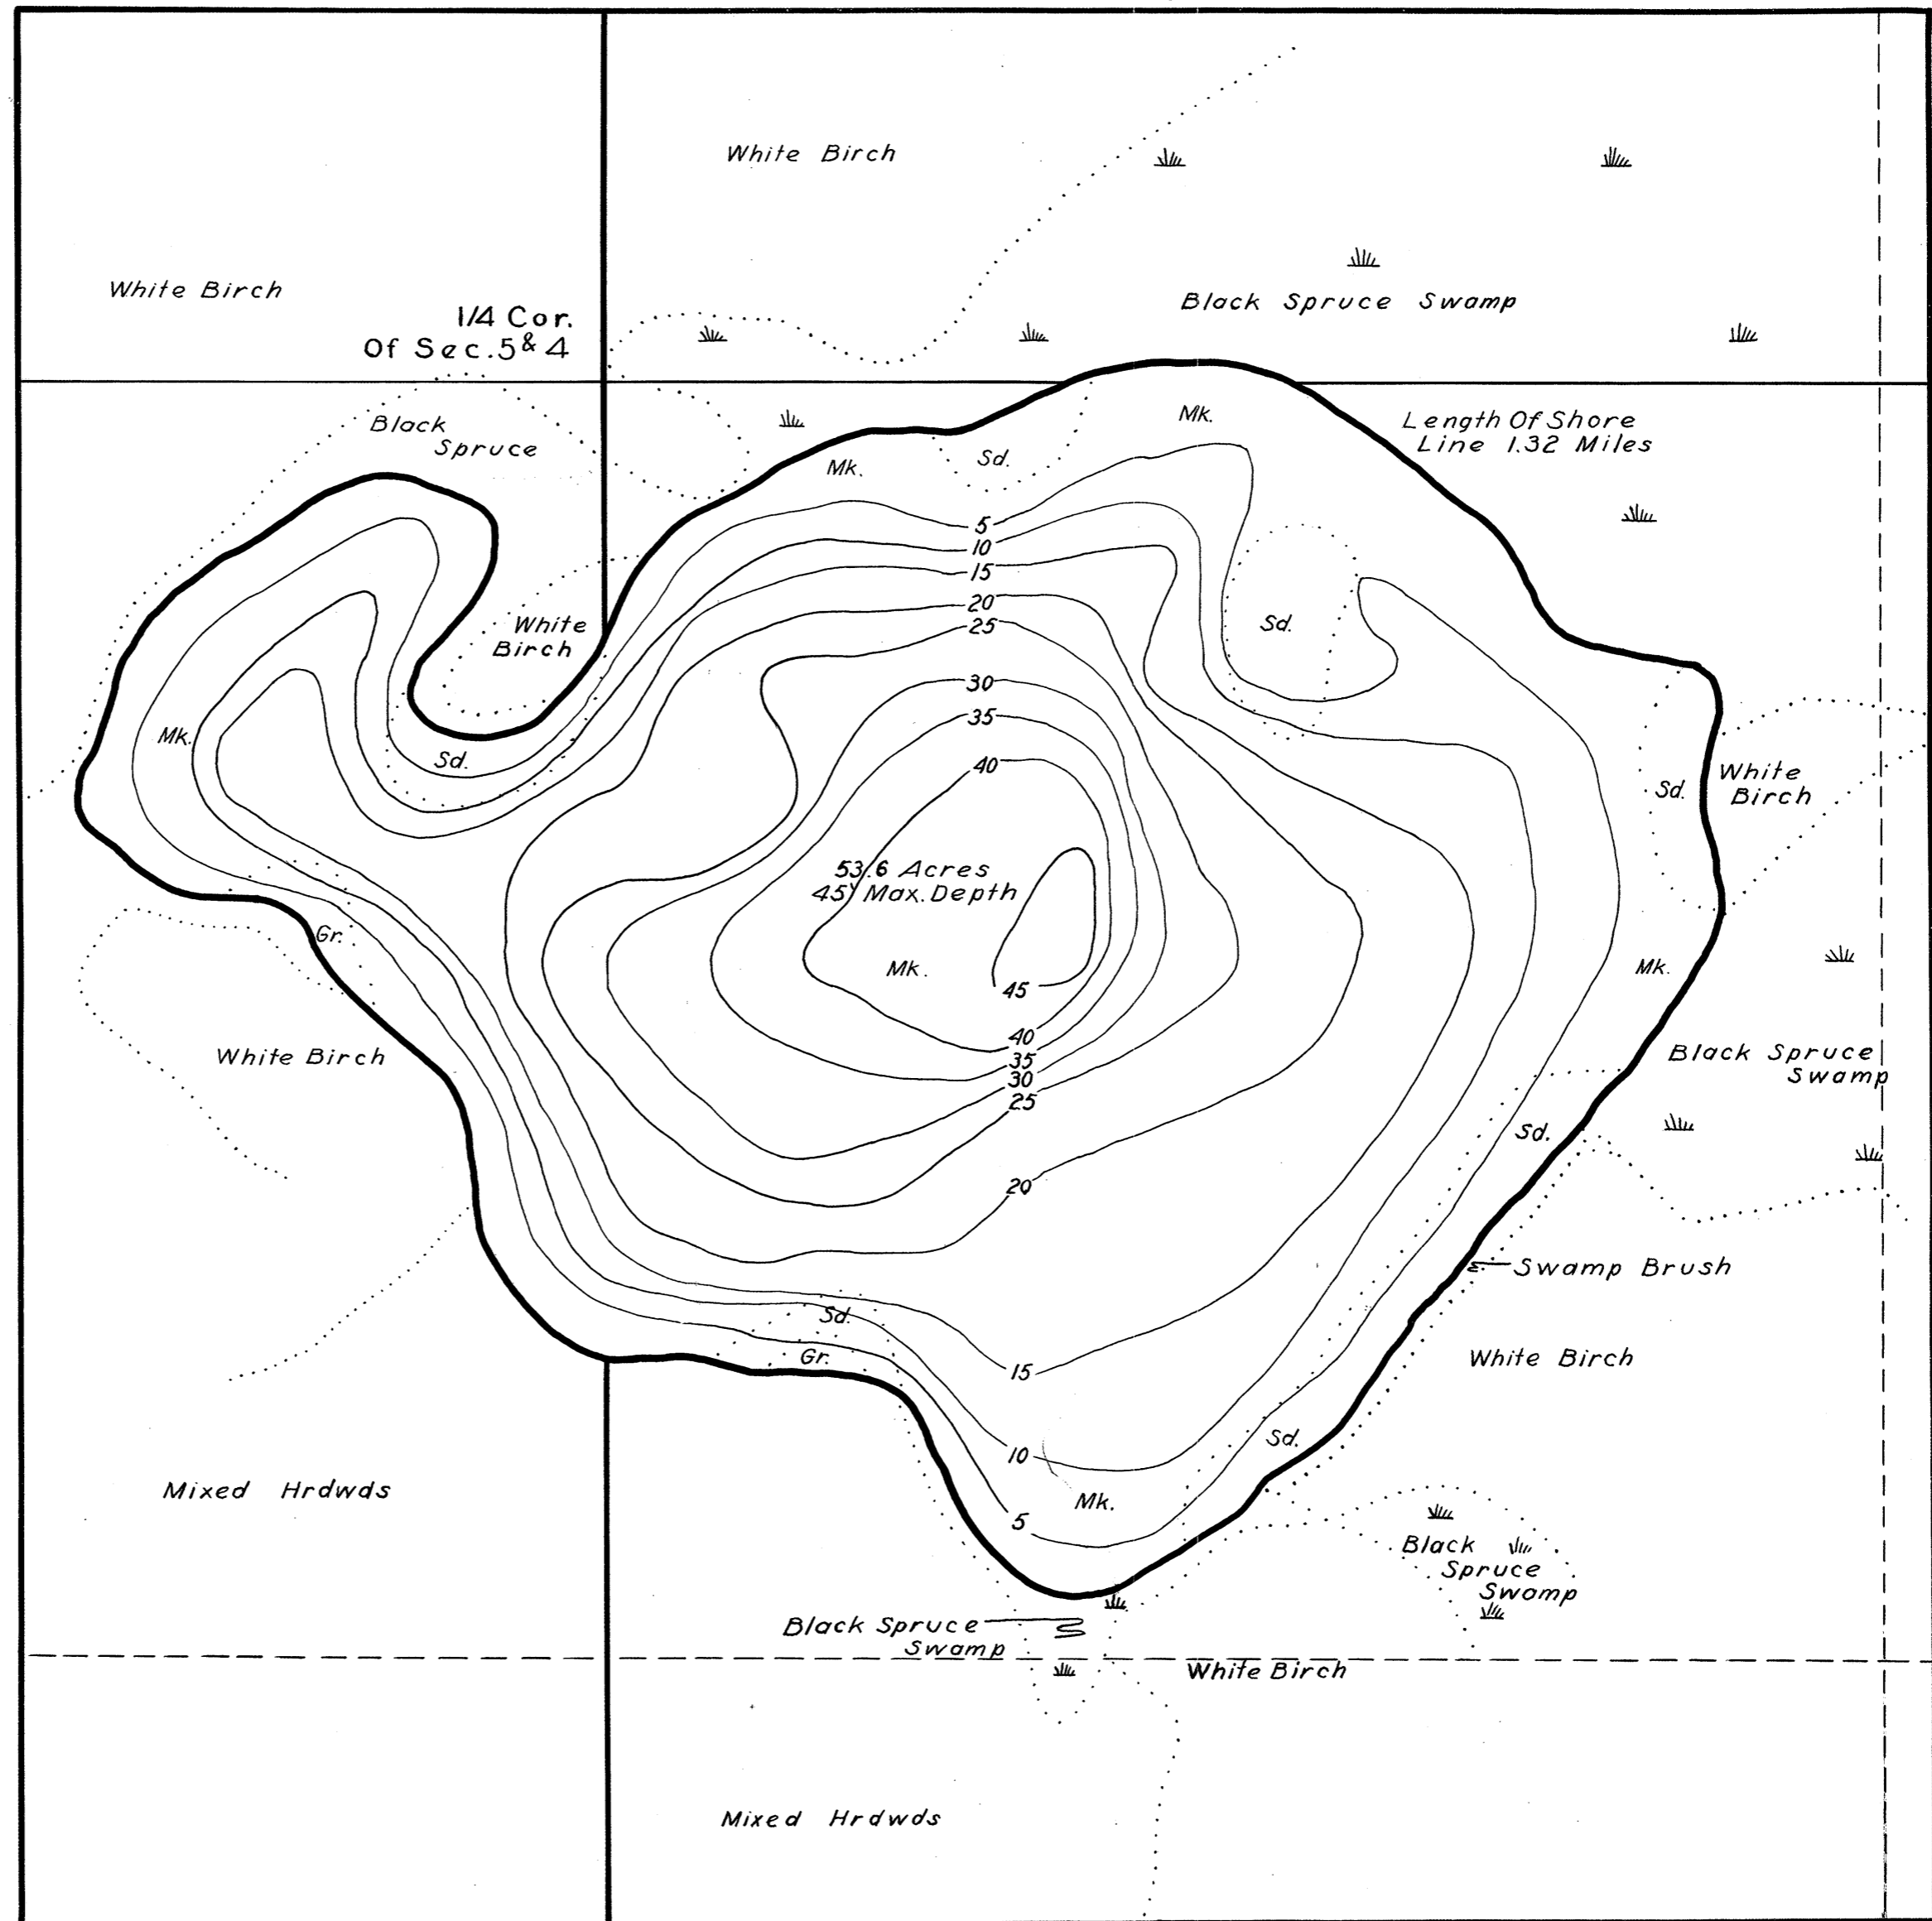 White Birch
White Birch
1/4 Cor.
Of Sec. 5 & 4
Black Spruce Swamp
Black
Spruce
Mk.
Sd.
Mk.
Length Of Shore
Line 1.32 Miles
5
10
15
20
25
30
35
40
White
Birch
Sd.
Mk.
Sd.
Sd.
White
Birch
53.6 Acres
45' Max. Depth
Gr.
Mk.
45
Mk.
40
35
30
25
20
15
10
5
White Birch
Black Spruce
Swamp
Sd.
Swamp Brush
Sd.
Gr.
White Birch
Sd.
Mixed Hrdwds
Mk.
Black
Spruce
Swamp
Black Spruce
Swamp
White Birch
Mixed Hrdwds